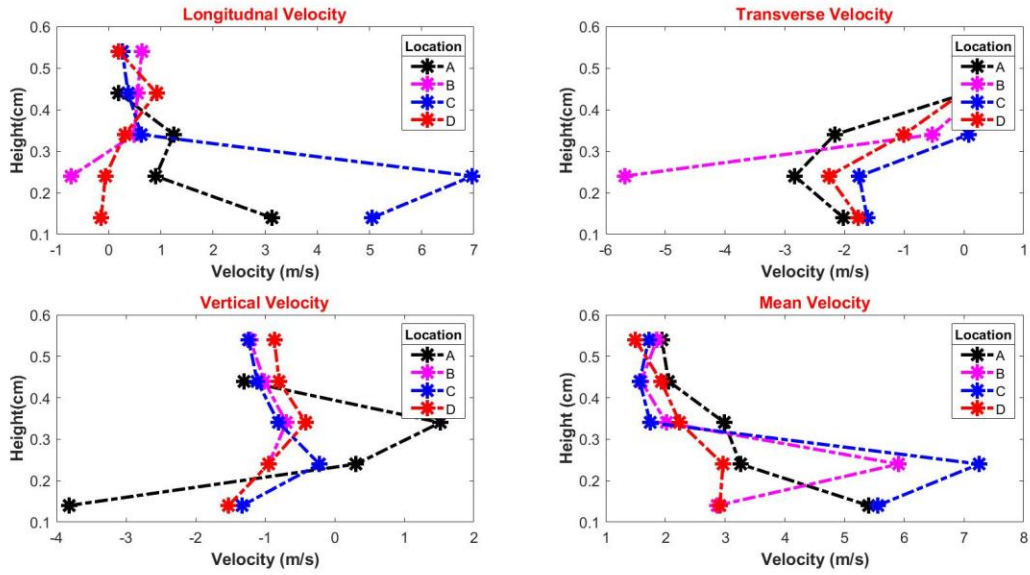 Longitudnal Velocity
0.6
0.5
0.4
0.3
0.2
0.1
Height(cm)
-1 0 1 2 3 4 5 6 7
Velocity (m/s)
Location
A
B
C
D
Transverse Velocity
0.6
0.5
0.4
0.3
0.2
0.1
Height(cm)
-6 -5 -4 -3 -2 -1 0 1
Velocity (m/s)
Location
A
B
C
D
Vertical Velocity
0.6
0.5
0.4
0.3
0.2
0.1
Height(cm)
-4 -3 -2 -1 0 1 2
Velocity (m/s)
Location
A
B
C
D
Mean Velocity
0.6
0.5
0.4
0.3
0.2
0.1
Height (cm)
1 2 3 4 5 6 7 8
Velocity (m/s)
Location
A
B
C
D